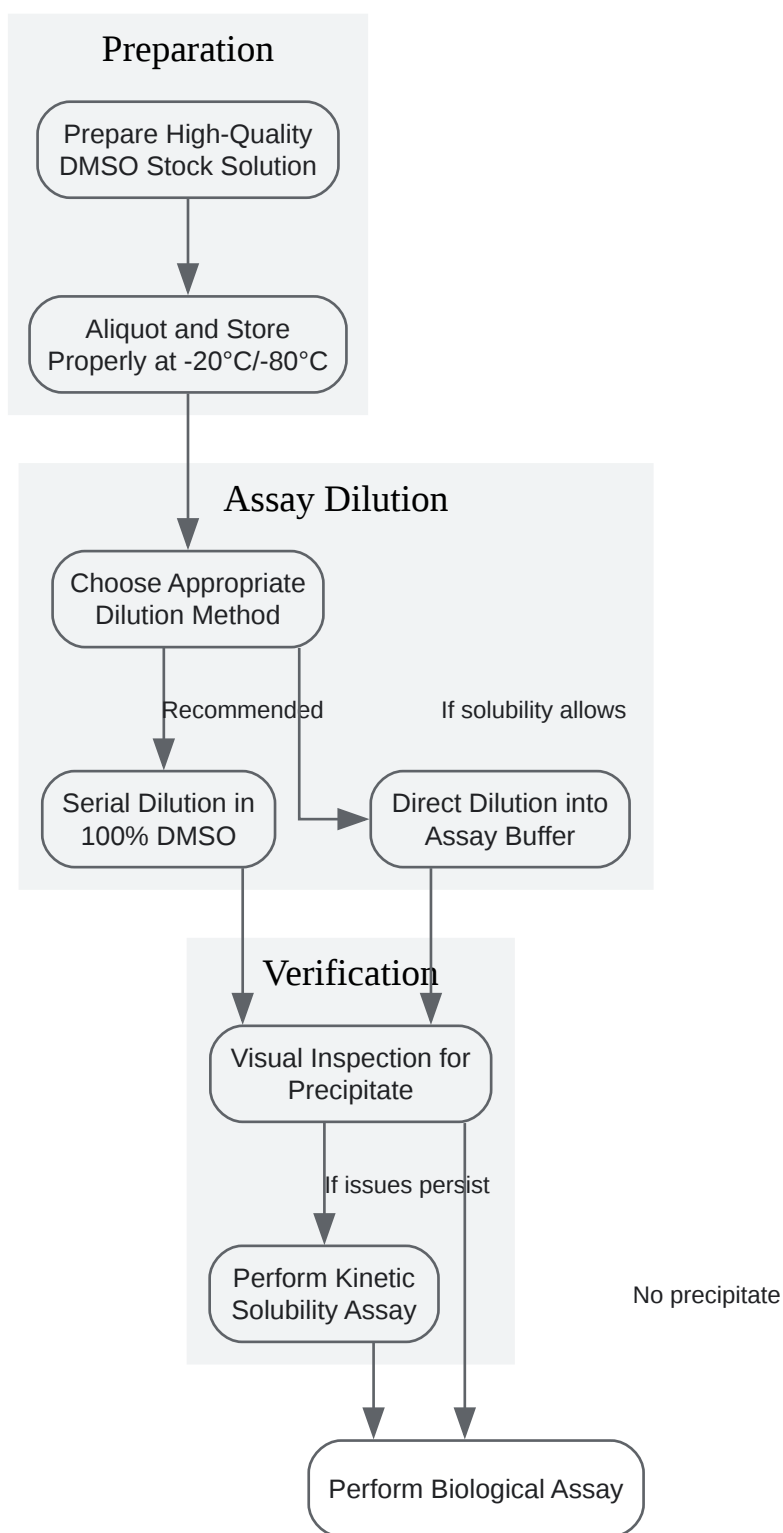 Preparation
Prepare High-Quality
DMSO Stock Solution
Aliquot and Store
Properly at -20°C/-80°C
Assay Dilution
Choose Appropriate
Dilution Method
Recommended
If solubility allows
Serial Dilution in
100% DMSO
Direct Dilution into
Assay Buffer
Verification
Visual Inspection for
Precipitate
If issues persist
Perform Kinetic
Solubility Assay
No precipitate
Perform Biological Assay